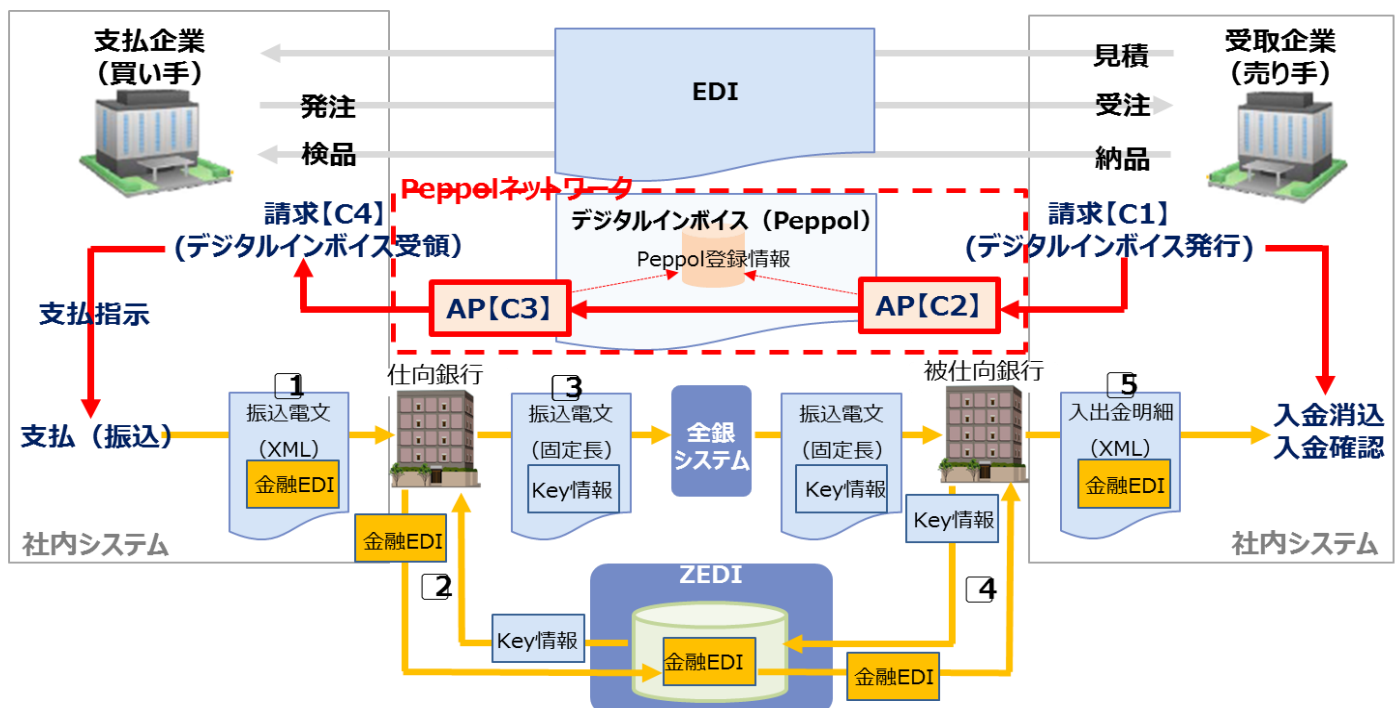 支払企業
（買い手）
EDI
受取企業
（売り手）
見積
発注
受注
検品
納品
Peppolネットワーク
請求【C4】
(デジタルインボイス受領）
デジタルインボイス（Peppol）
Peppol登録情報
請求【C1】
(デジタルインボイス発行)
AP【C3】
AP【C2】
支払指示
支払（振込）
1
振込電文
(XML)
金融EDI
仕向銀行
3
振込電文
(固定長)
Key情報
全銀
システム
振込電文
(固定長)
Key情報
被仕向銀行
5
入出金明細
(XML)
金融EDI
入金消込
入金確認
社内システム
社内システム
金融EDI
2
Key情報
ZEDI
金融EDI
Key情報
4
金融EDI